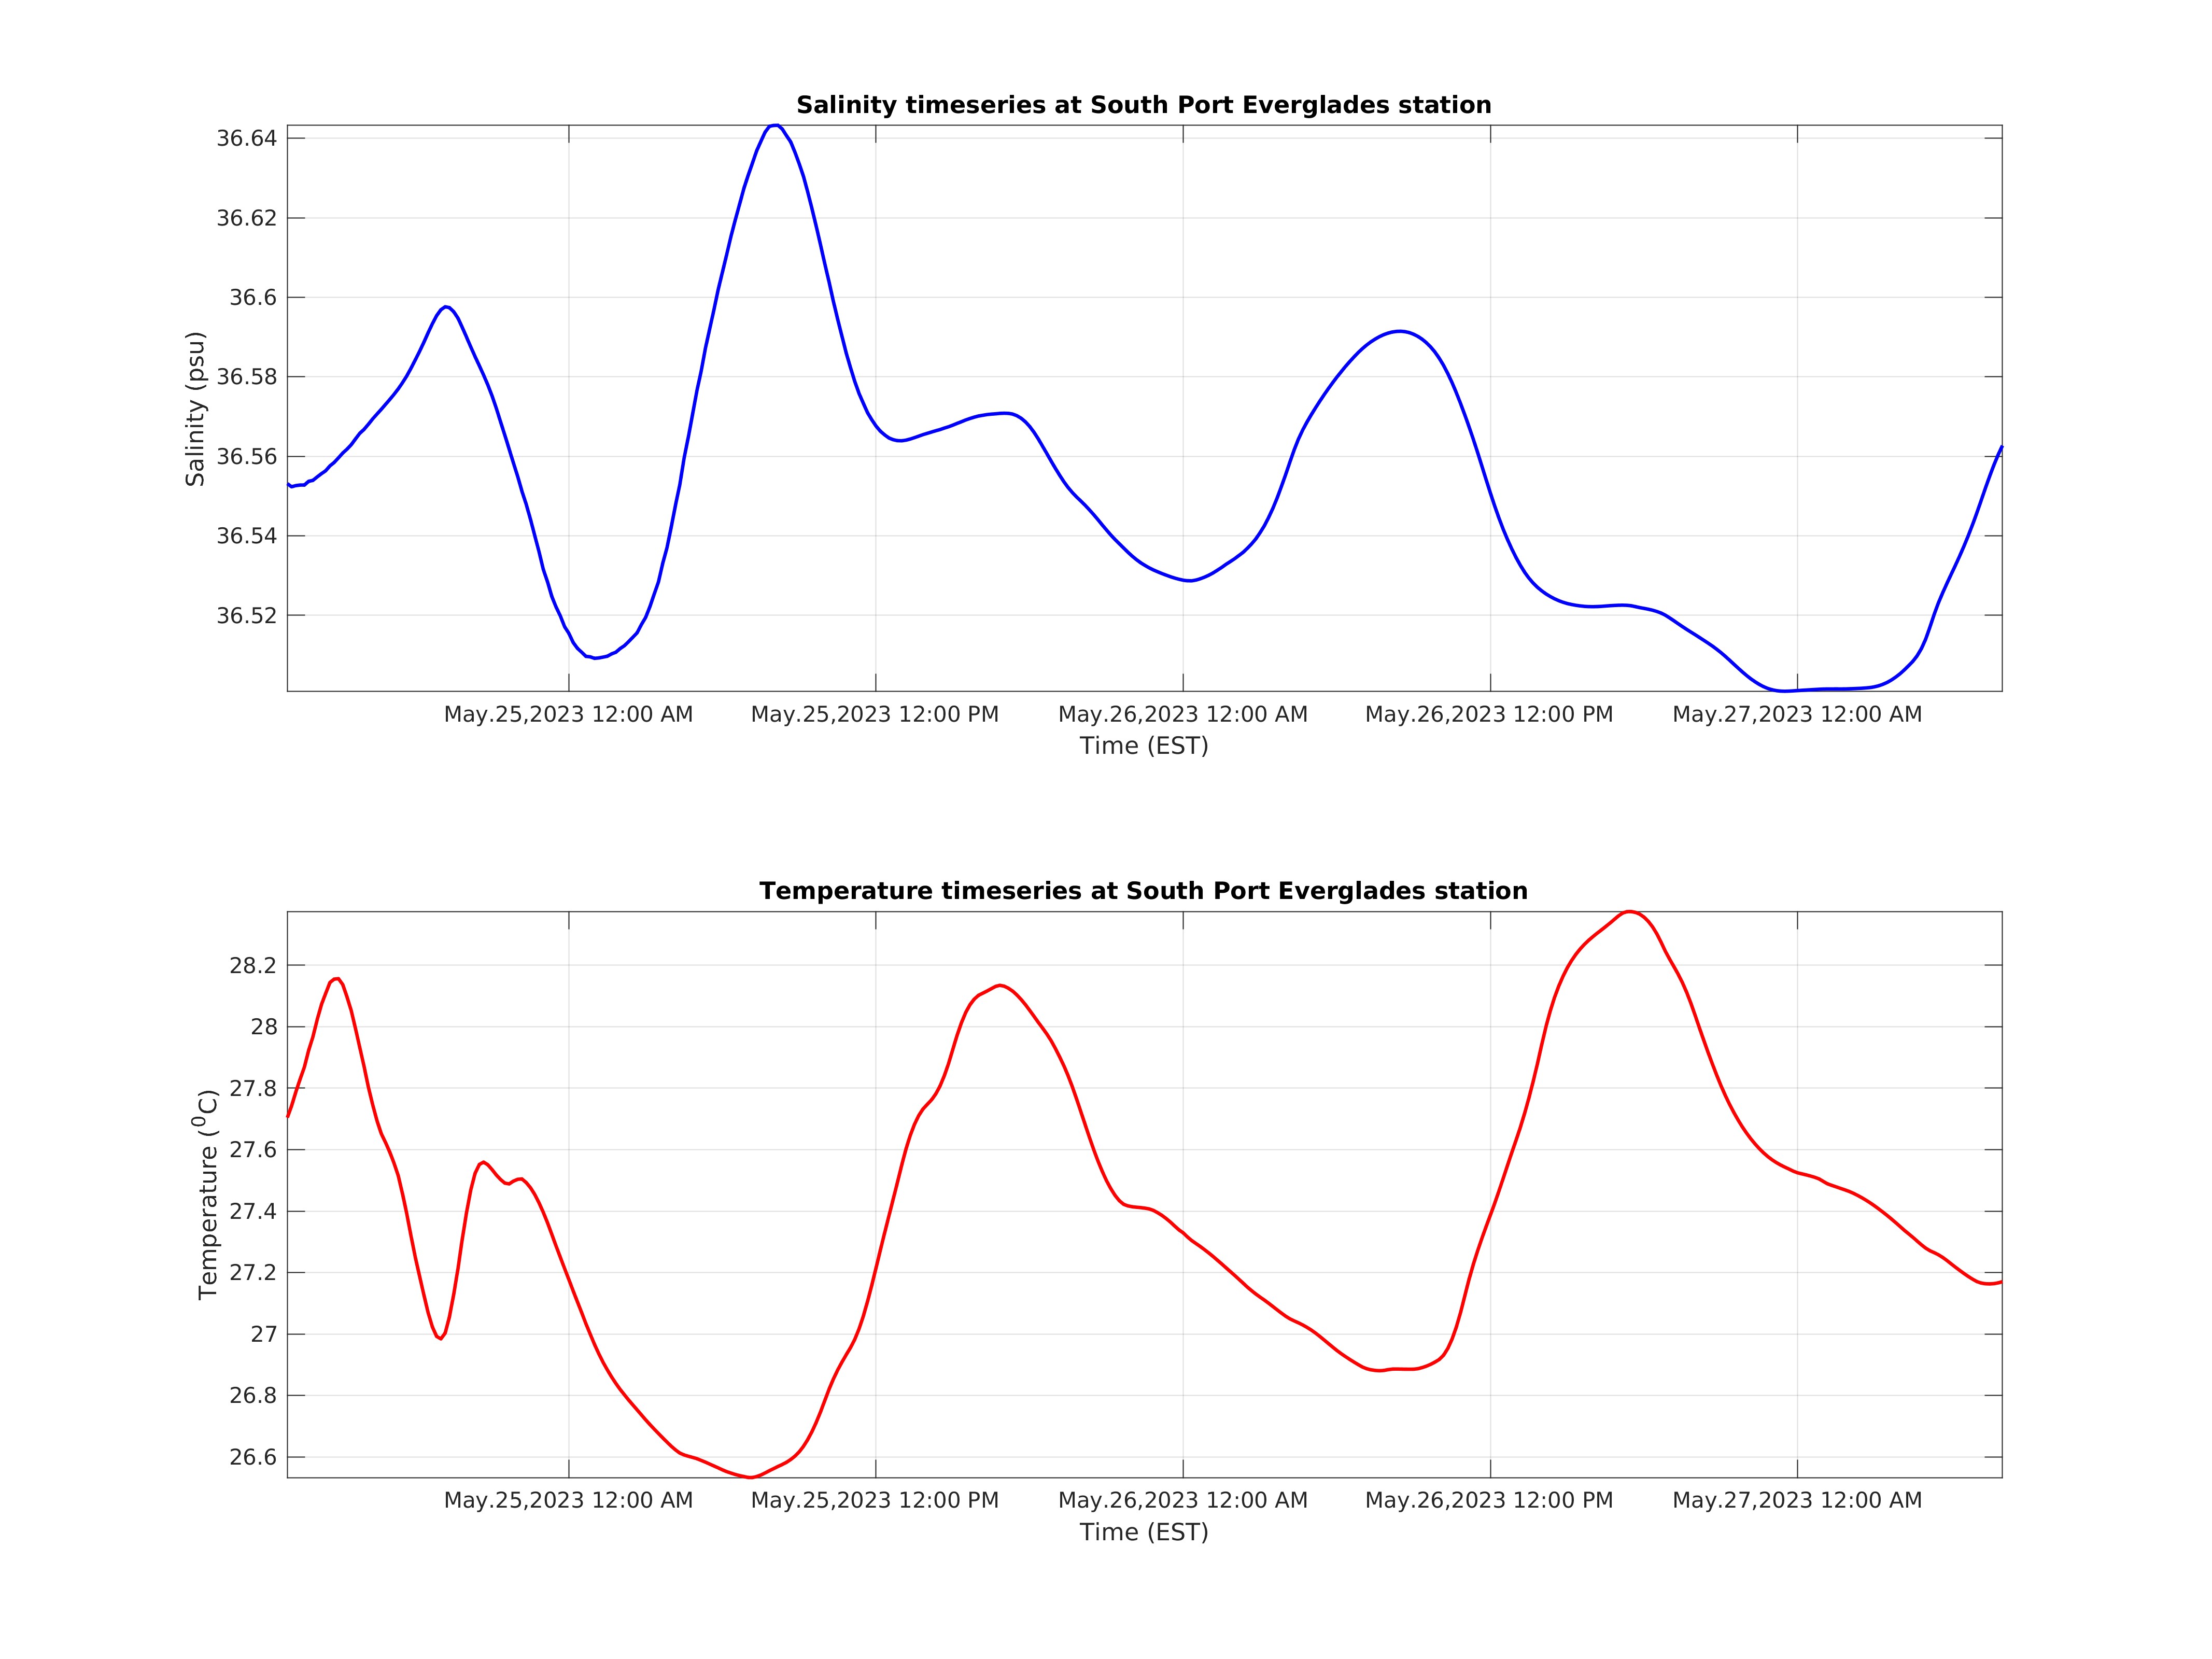 Salinity timeseries at South Port Everglades station
36.64
36.62
36.6
36.58
36.56
36.54
36.52
Salinity (psu)
May.25,2023 12:00 AM May.25,2023 12:00 PM May.26,2023 12:00 AM May.26,2023 12:00 PM May.27,2023 12:00 AM
Time (EST)
Temperature timeseries at South Port Everglades station
28.2
28
27.8
27.6
27.4
27.2
27
26.8
26.6
Temperature (⁰C)
May.25,2023 12:00 AM May.25,2023 12:00 PM May.26,2023 12:00 AM May.26,2023 12:00 PM May.27,2023 12:00 AM
Time (EST)